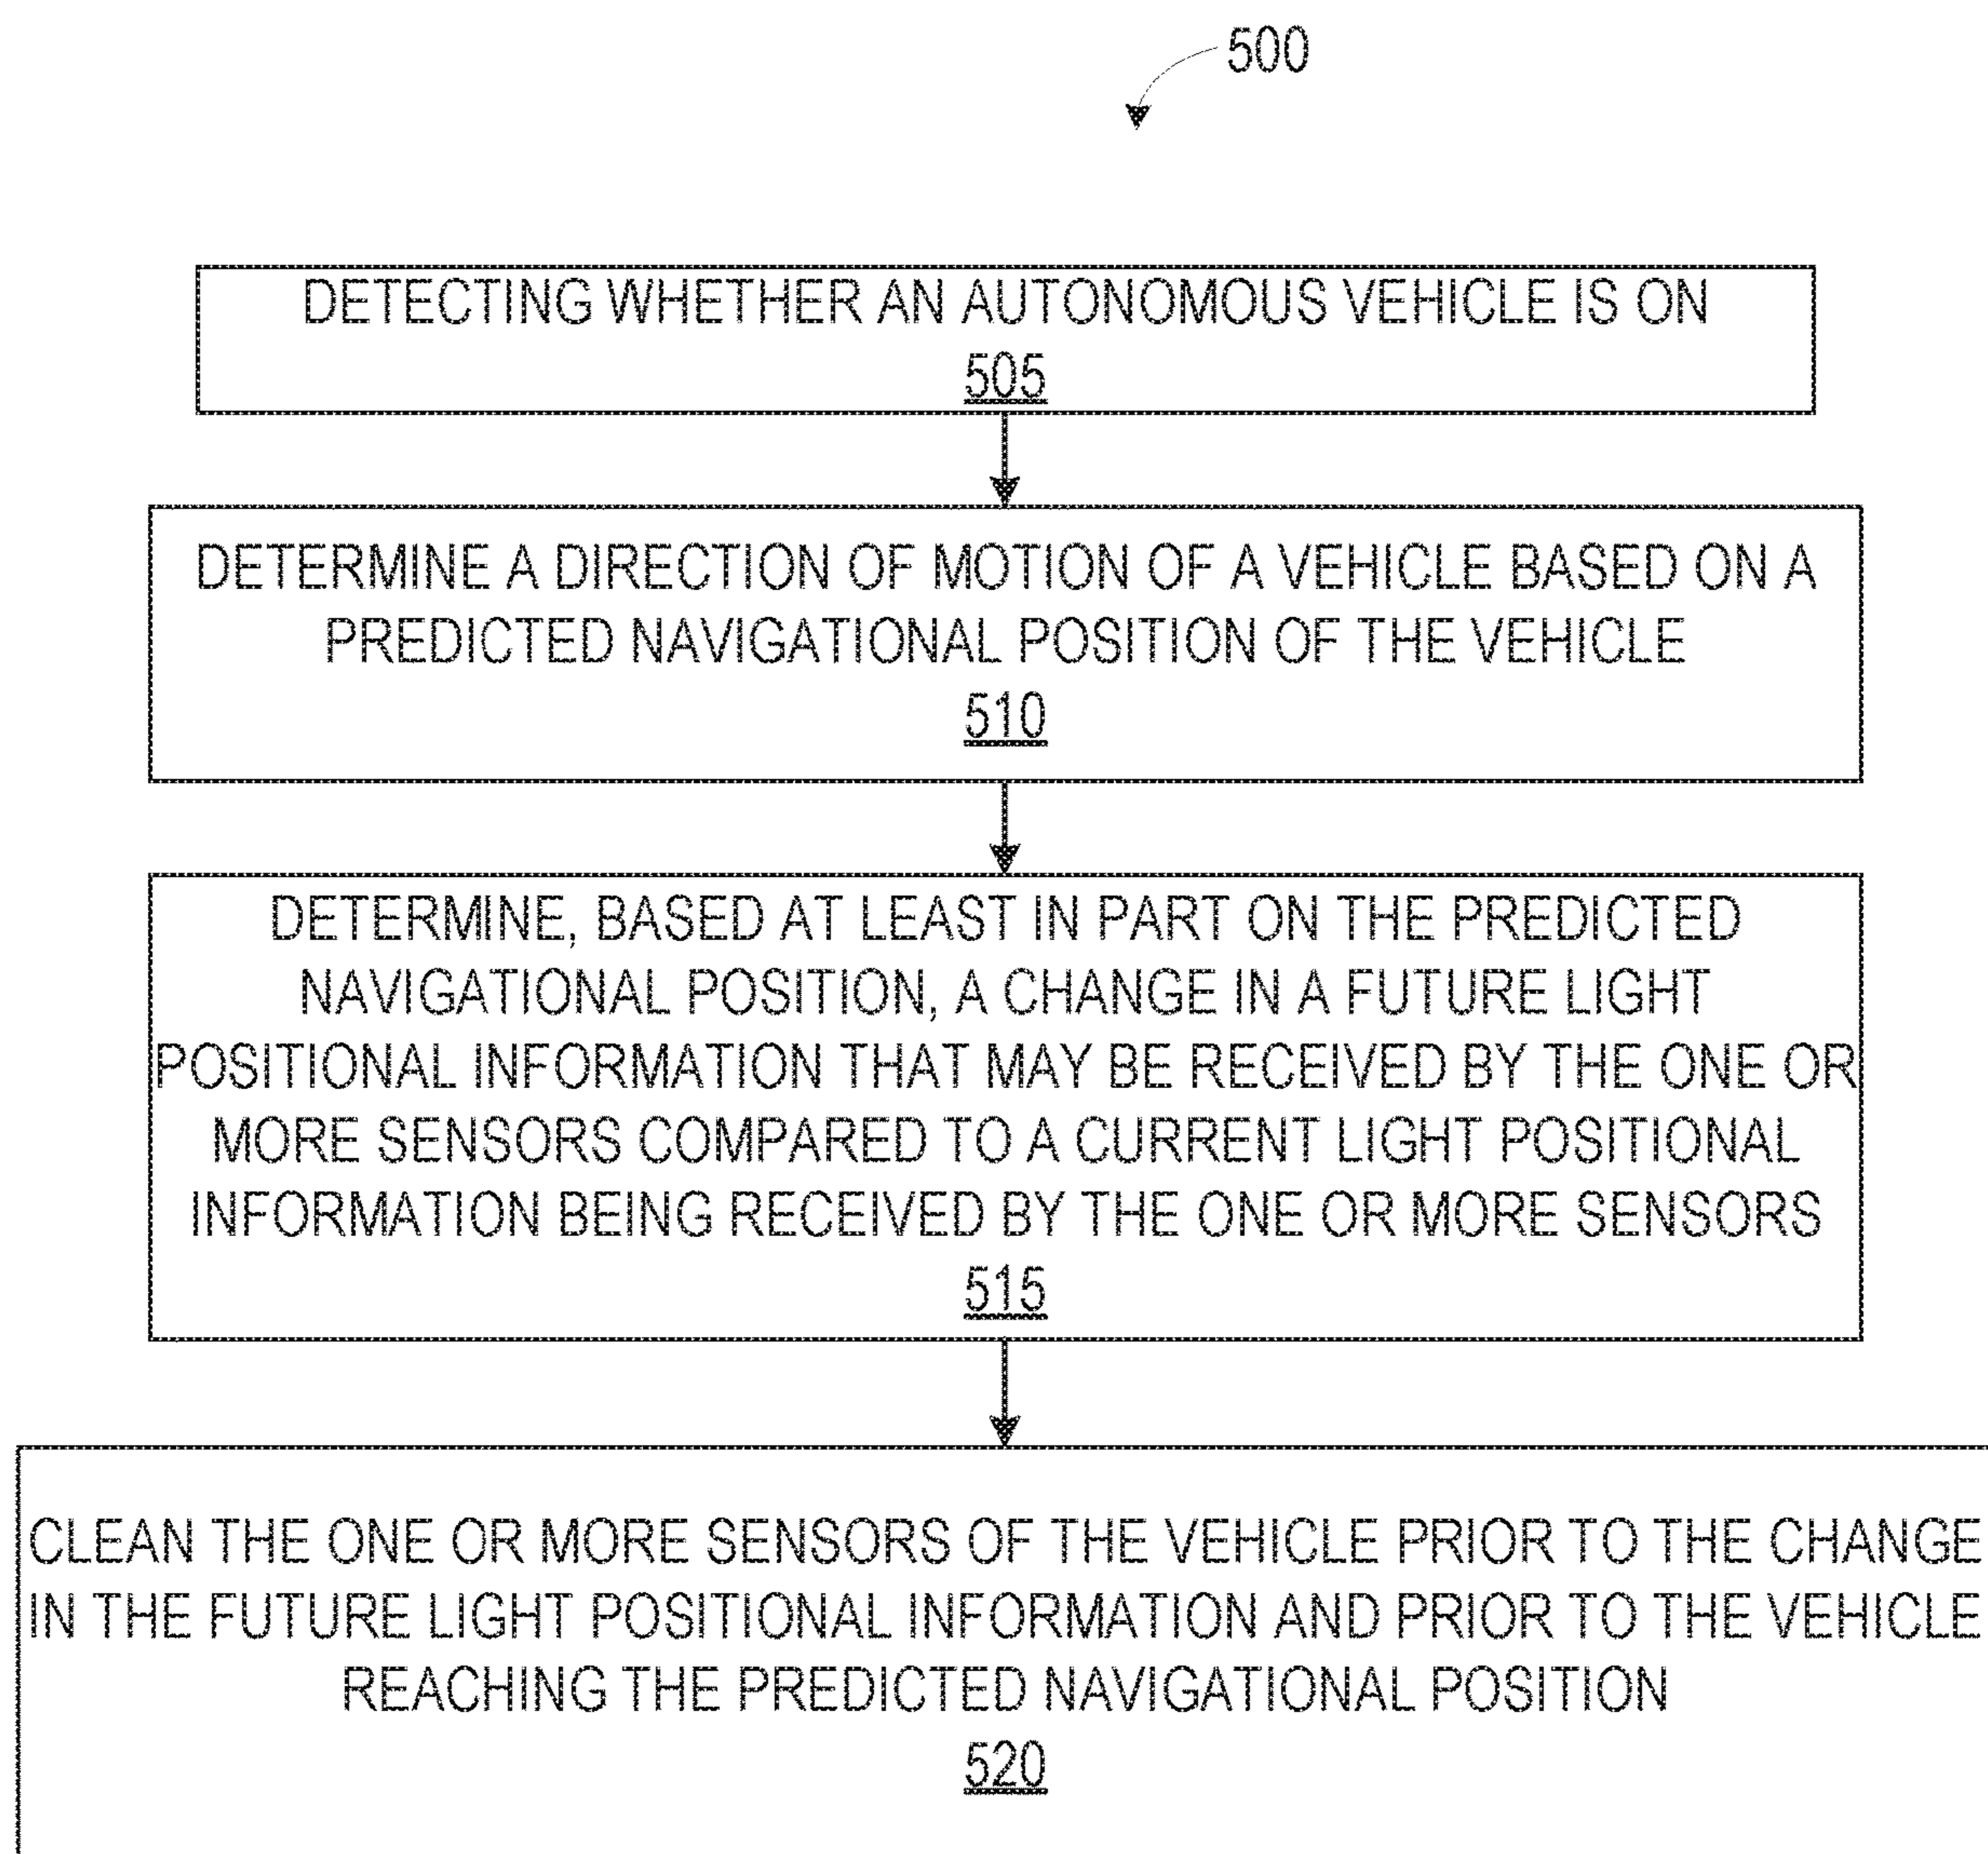 500
DETECTING WHETHER AN AUTONOMOUS VEHICLE IS ON
505
DETERMINE A DIRECTION OF MOTION OF A VEHICLE BASED ON A
PREDICTED NAVIGATIONAL POSITION OF THE VEHICLE
510
DETERMINE, BASED AT LEAST IN PART ON THE PREDICTED
NAVIGATIONAL POSITION, A CHANGE IN A FUTURE LIGHT
POSITIONAL INFORMATION THAT MAY BE RECEIVED BY THE ONE OR
MORE SENSORS COMPARED TO A CURRENT LIGHT POSITIONAL
INFORMATION BEING RECEIVED BY THE ONE OR MORE SENSORS
515
CLEAN THE ONE OR MORE SENSORS OF THE VEHICLE PRIOR TO THE CHANGE
IN THE FUTURE LIGHT POSITIONAL INFORMATION AND PRIOR TO THE VEHICLE
REACHING THE PREDICTED NAVIGATIONAL POSITION
520